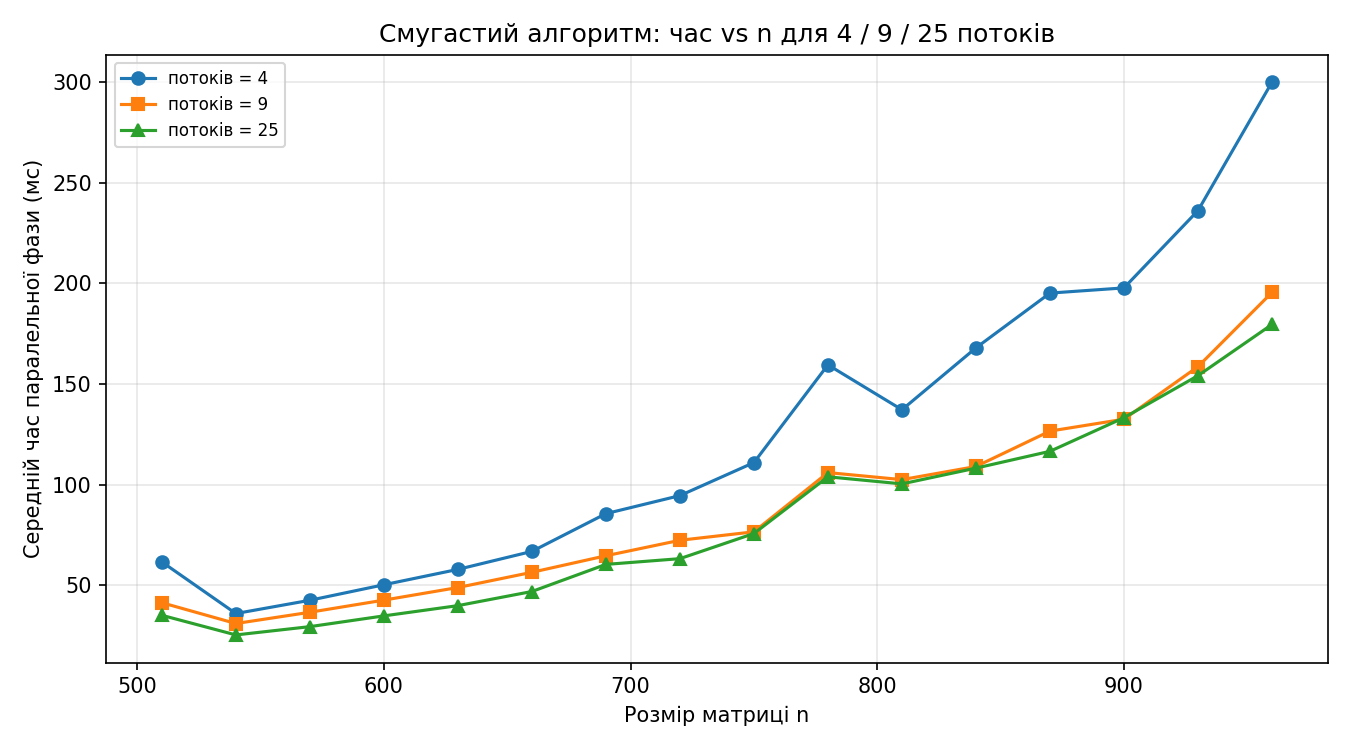 Смугастий алгоритм: час vs n для 4 / 9 / 25 потоків
потоків = 4
потоків = 9
потоків = 25
Середній час паралельної фази (мс)
300
250
200
150
100
50
500 600 700 800 900
Розмір матриці n